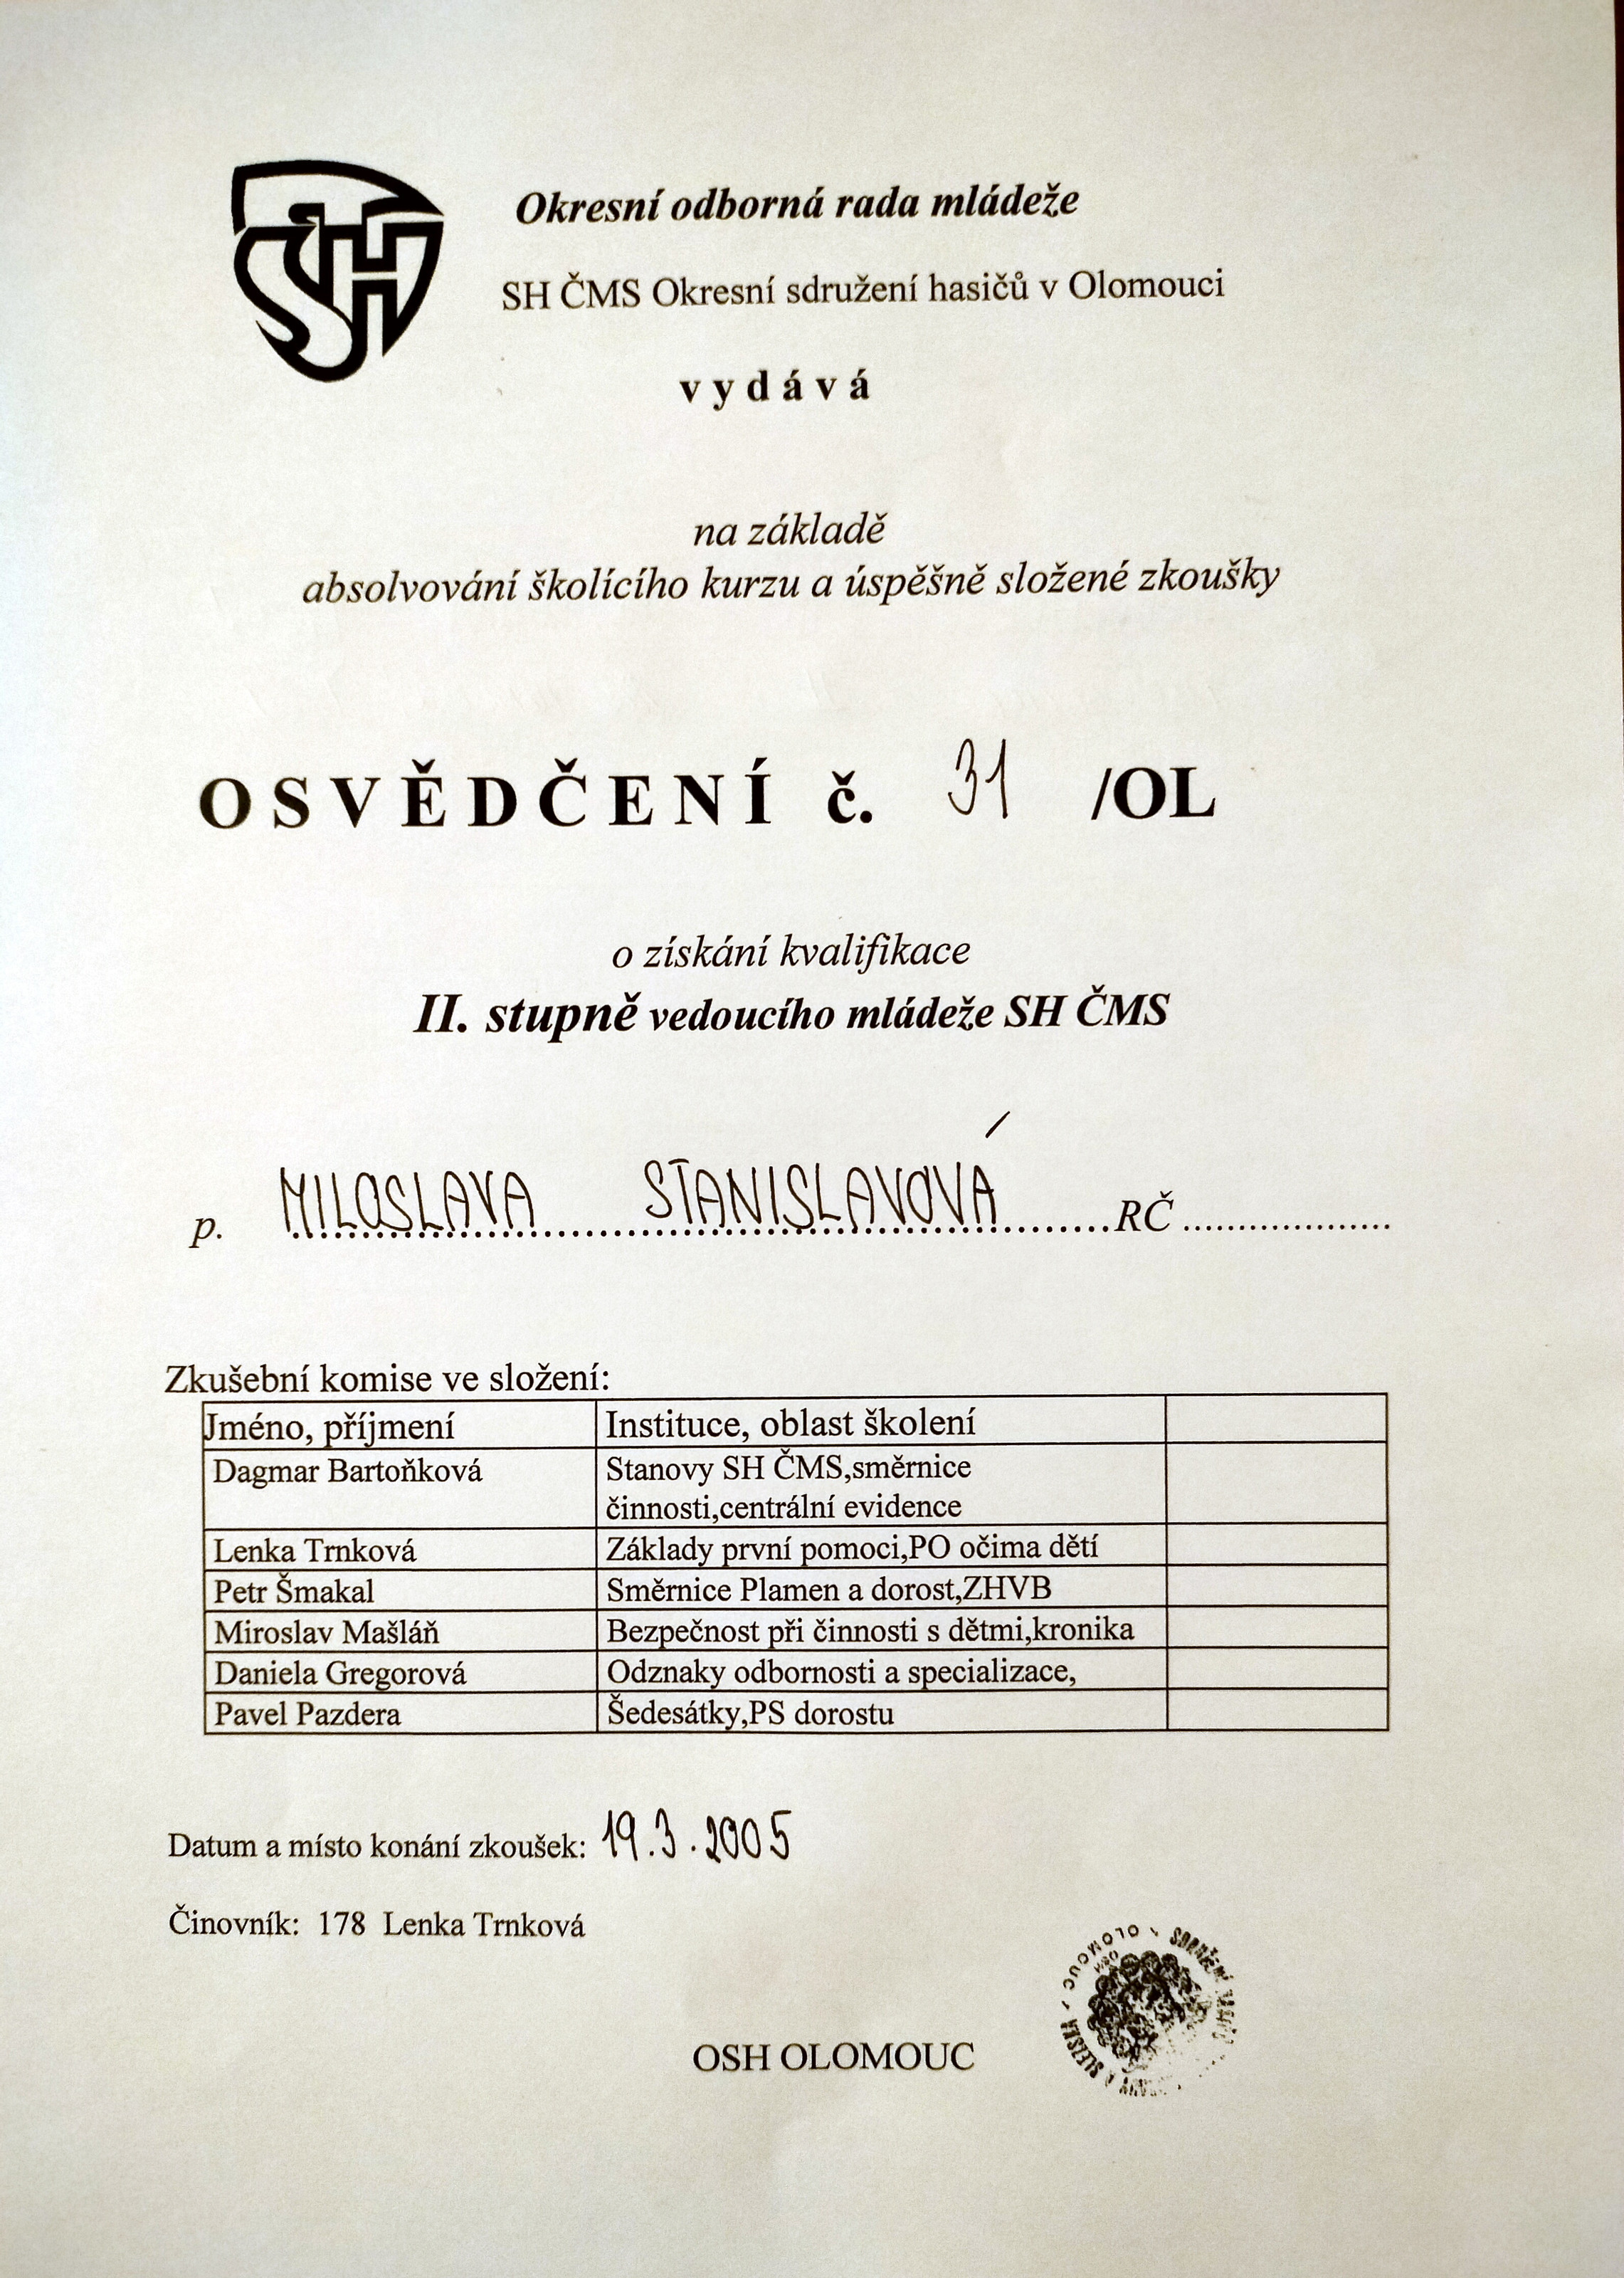 SH
Okresní odborná rada mládeže
SH ČMS Okresní sdružení hasičů v Olomouci
vydává
na základě
absolvování školícího kurzu a úspěšně složené zkoušky
OSVĚDČENÍ č. 31 /OL
o získání kvalifikace
II. stupně vedoucího mládeže SH ČMS
p. MILOSLAVA STANISLAVOVÁ RČ
Zkušební komise ve složení:
Jméno, příjmení Instituce, oblast školení
Dagmar Bartoňková Stanovy SH ČMS,směrnice
činnosti,centrální evidence
Lenka Trnková Základy první pomoci,PO očima dětí
Petr Šmakal Směrnice Plamen a dorost,ZHVB
Miroslav Mašláň Bezpečnost při činnosti s dětmi,kronika
Daniela Gregorová Odznaky odbornosti a specializace,
Pavel Pazdera Šedesátky,PS dorostu
Datum a místo konání zkoušek: 19.3.2005
Činovník: 178 Lenka Trnková
OSH OLOMOUC
OLOMOUC